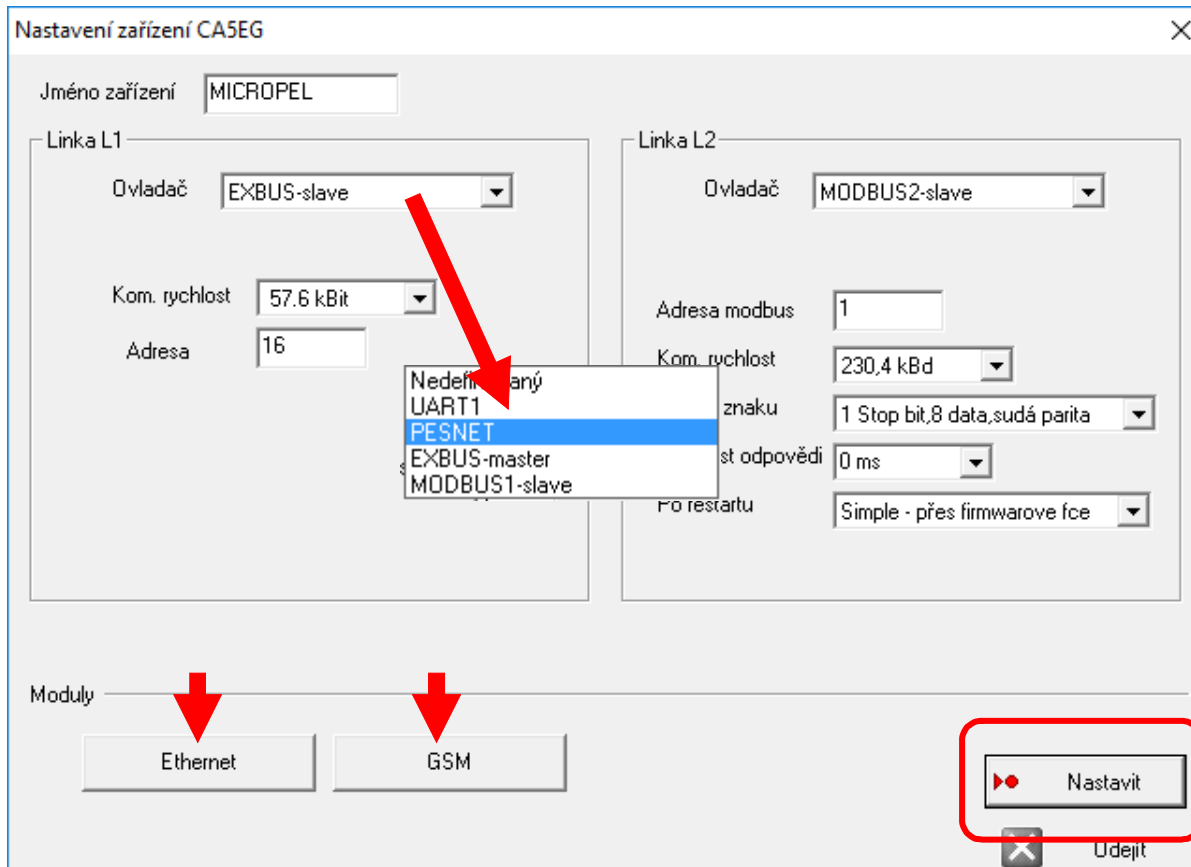 Nastavení zařízení CA5EG
Jméno zařízení MICROPEL
Linka L1
Ovladač EXBUS-slave
Kom. rychlost 57.6 kBit
Adresa 16
UART1
PESNET
EXBUS-master
MODBUS1-slave
Linka L2
Ovladač MODBUS2-slave
Adresa modbus 1
Kom. rychlost 230,4 kBd
znaku 1 Stop bit,8 data,sudá parita
odpovědi 0 ms
Po restartu Simple - přes firmwarove fce
Moduly
Ethernet GSM
Nastavit
Odejít